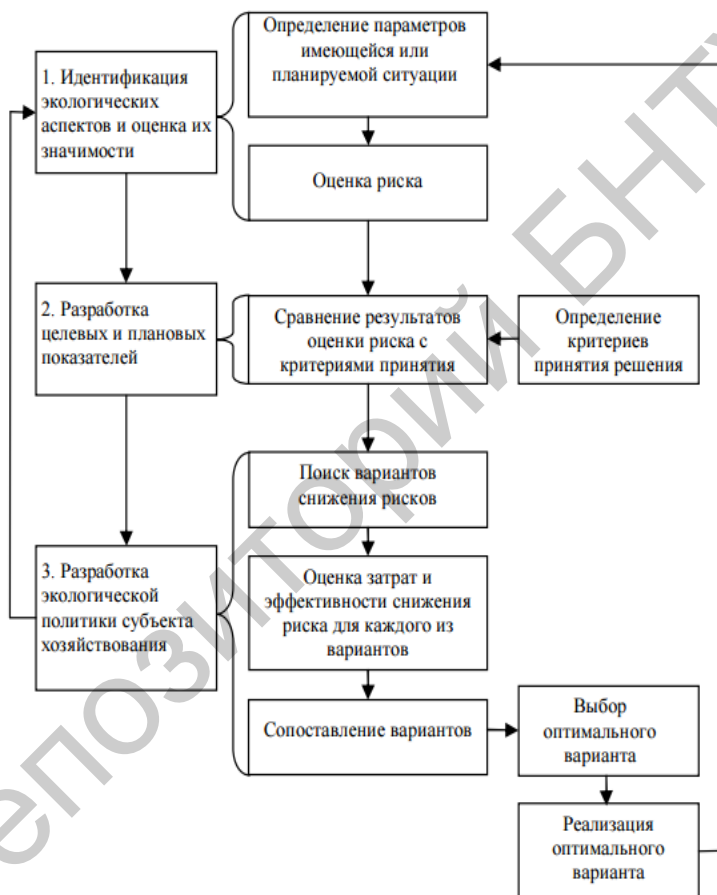 Определение параметров
имеющейся или
планируемой ситуации
1. Идентификация
экологических
аспектов и оценка их
значимости
Оценка риска
2. Разработка
целевых и плановых
показателей
Сравнение результатов
оценки риска с
критериями принятия
Определение
критериев
принятия решения
Поиск вариантов
снижения рисков
3. Разработка
экологической
политики субъекта
хозяйствования
Оценка затрат и
эффективности снижения
риска для каждого из
вариантов
Сопоставление вариантов
Выбор
оптимального
варианта
Реализация
оптимального
варианта
епозиторий БНТ